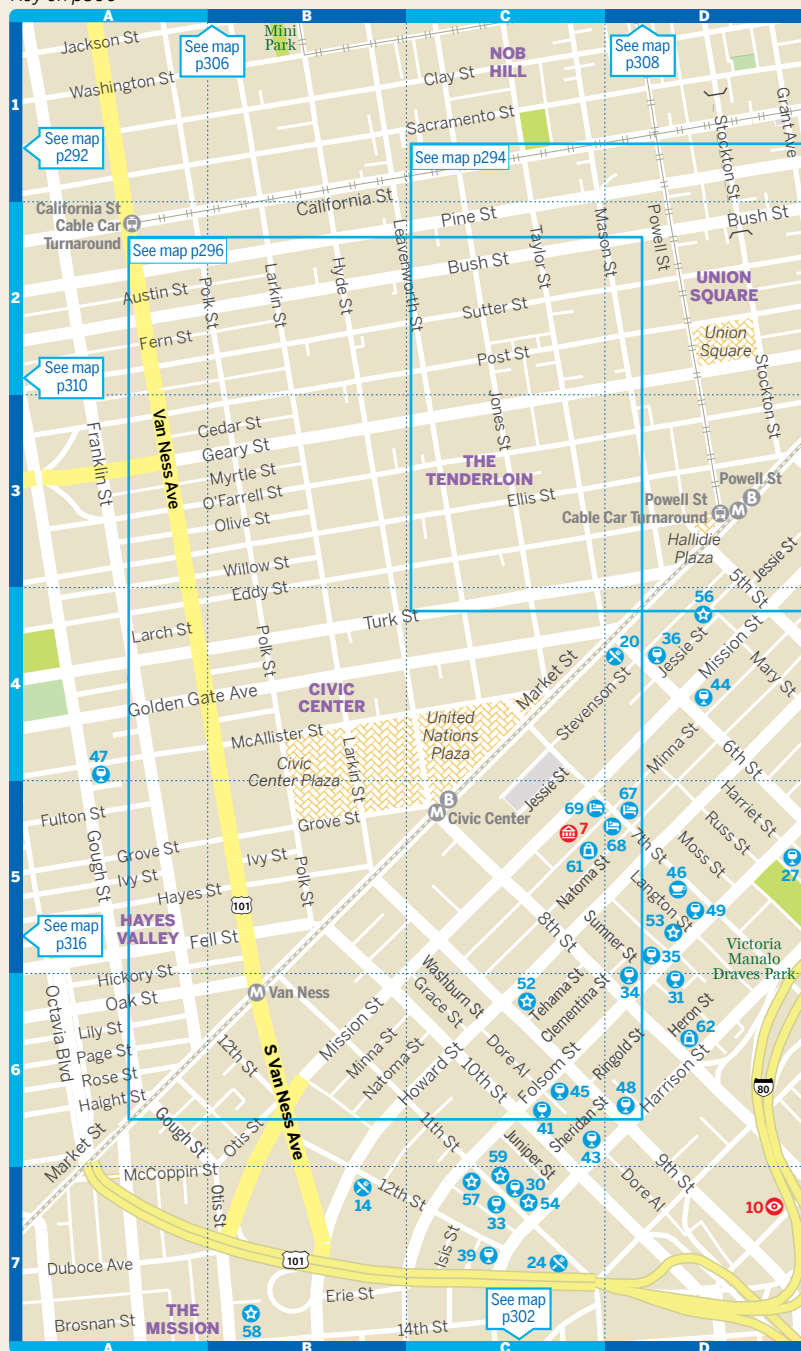 A B C D
Jackson St
See map
p306
Mini
Park
NOB
HILL
See map
p308
Washington St
Clay St
Grant Ave
1
Sacramento St
Stockton St
See map
p292
See map p294
California St
Cable Car
Turnaround
California St
Leavenworth St
Pine St
Taylor St
Mason St
Powell St
Bush St
See map p296
Bush St
Austin St
Polk St
Larkin St
Hyde St
UNION
SQUARE
2
Sutter St
Fern St
Union
Square
Post St
See map
p310
Stockton St
Franklin St
Van Ness Ave
Cedar St
Jones St
Geary St
THE
TENDERLOIN
Myrtle St
3
O'Farrell St
Ellis St
Powell St
B
M
Powell St
Cable Car Turnaround
Olive St
Hallidie
Plaza
Willow St
Jessie St
Eddy St
5th St
56
Turk St
Larch St
Polk St
20
36
Jessie St
Mission St
Mary St
4
Golden Gate Ave
CIVIC
CENTER
Market St
Stevenson St
44
McAllister St
United
Nations
Plaza
Minna St
6th St
47
Civic
Center Plaza
Larkin St
Jessie St
B
M
Civic Center
69
67
Harriet St
Fulton St
Grove St
7
68
Russ St
Gough St
Grove St
61
7th St
Moss St
Ivy St
Ivy St
27
5
Polk St
Natoma St
46
Hayes St
Langton St
49
101
HAYES
VALLEY
See map
p316
Fell St
8th St
Sumner St
53
35
Victoria
Manalo
Draves Park
Hickory St
Washburn St
34
31
Octavia Blvd
Oak St
M
Van Ness
Grace St
52
Tehama St
Clementina St
Heron St
62
Lily St
Mission St
Page St
12th St
Minna St
Dore Al
Ringold St
6
Rose St
S Van Ness Ave
Natoma St
Howard St
10th St
Folsom St
45
48
Harrison St
80
Haight St
41
Sheridan St
43
Market St
Gough St
Otis St
11th St
Juniper St
9th St
McCoppin St
59
Dore Al
Otis St
14
12th St
57
30
54
33
10
Isis St
39
24
7
Duboce Ave
101
Erie St
See map
p302
THE
MISSION
58
Brosnan St
14th St
A B C D